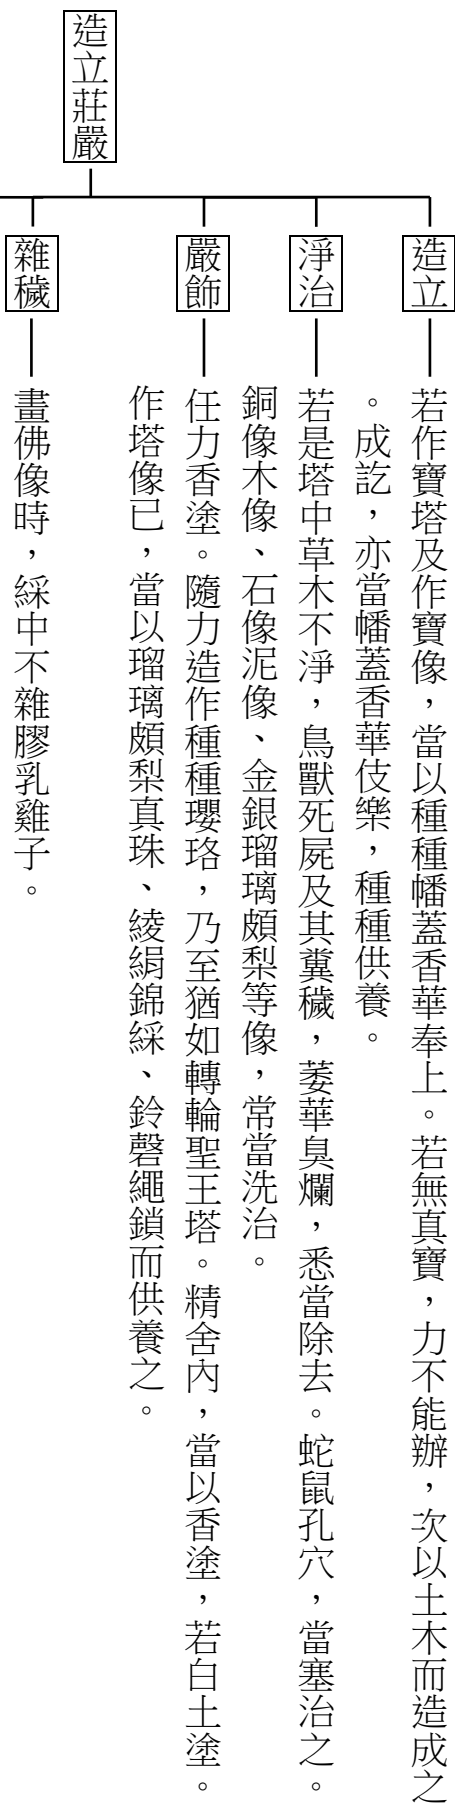 造立莊嚴
造立
若作寶塔及作寶像，當以種種幡蓋香華奉上。若無真寶，力不能辦，次以土木而造成之
。成訖，亦當幡蓋香華伎樂，種種供養。
淨治
若是塔中草木不淨，鳥獸死屍及其糞穢，萎華臭爛，悉當除去。蛇鼠孔穴，當塞治之。
銅像木像、石像泥像、金銀瑠璃頗梨等像，常當洗治。
嚴飾
任力香塗。隨力造作種種瓔珞，乃至猶如轉輪聖王塔。精舍內，當以香塗，若白土塗。
作塔像已，當以瑠璃頗梨真珠、綾絹錦綵、鈴磬繩鎖而供養之。
雜穢
畫佛像時，綵中不雜膠乳雞子。